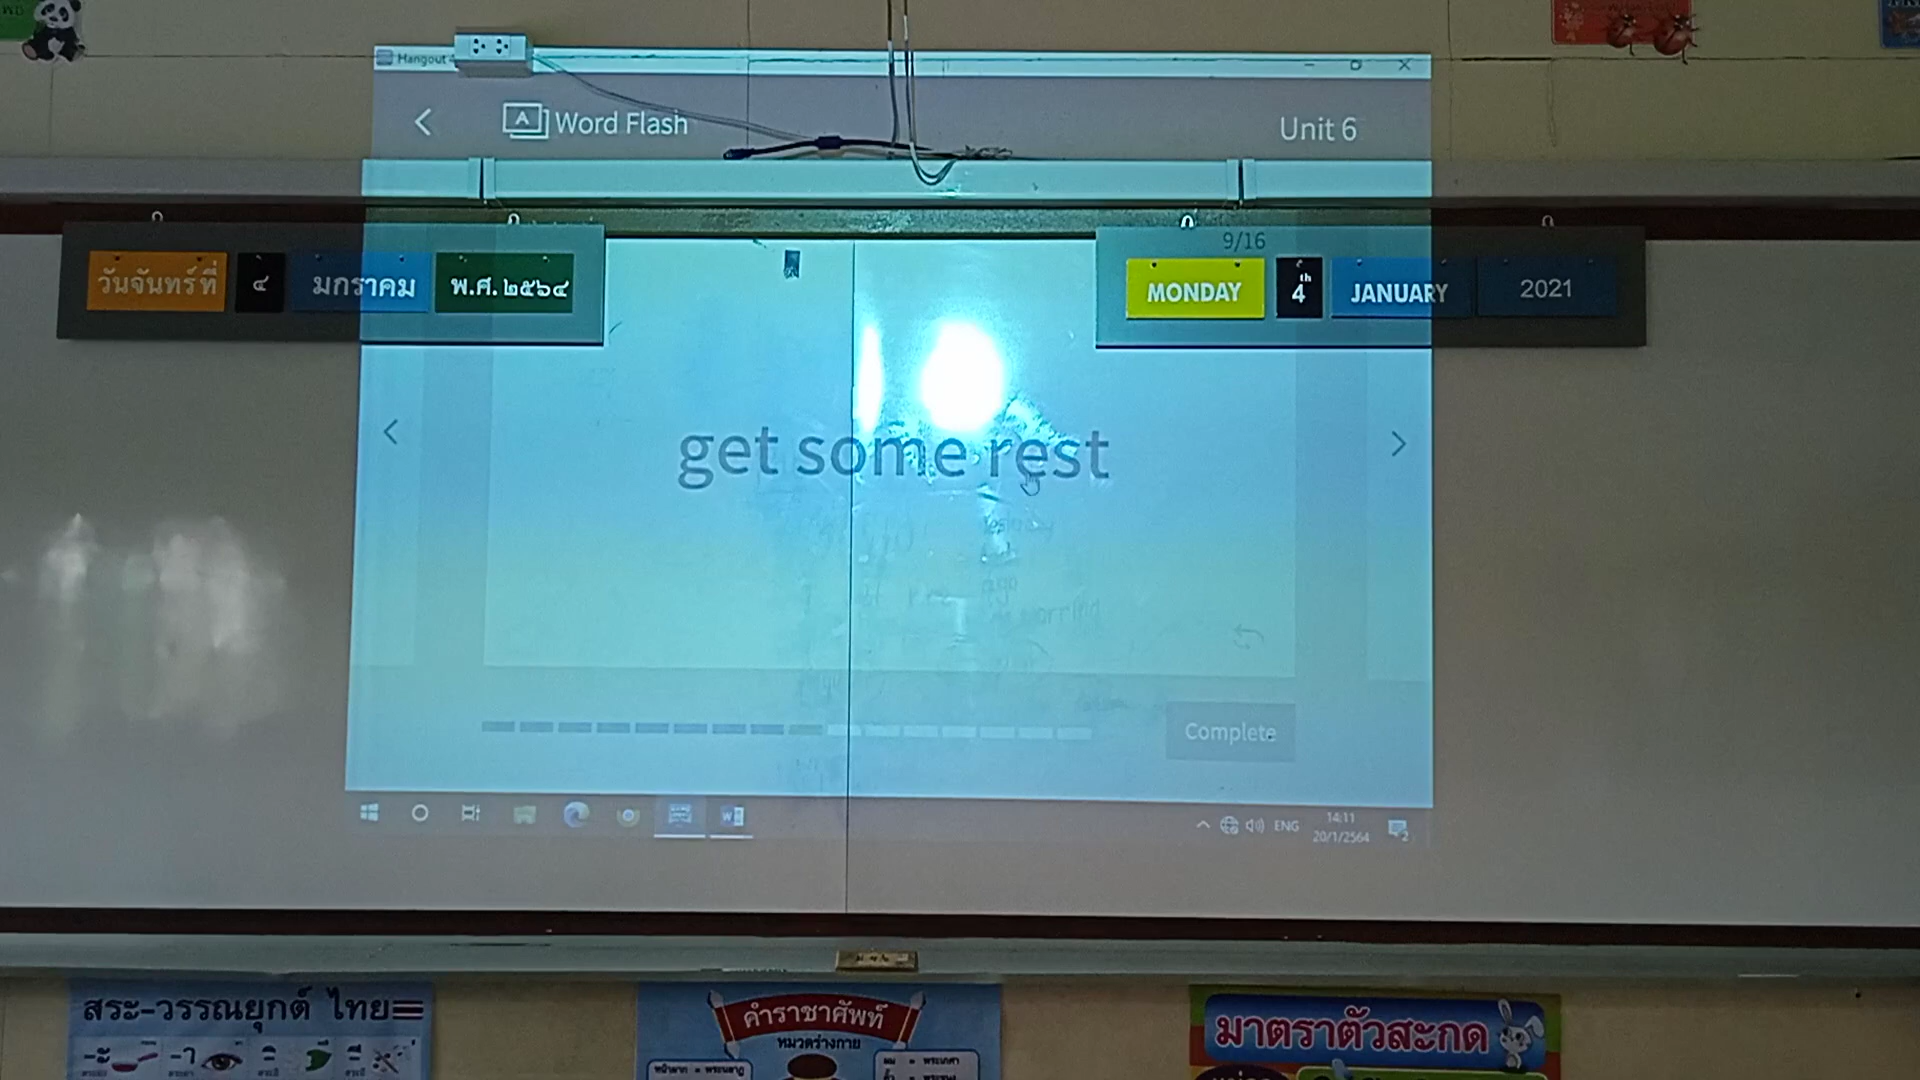 Hangout 4
Word Flash
Unit 6
9/16
วันจันทร์ที่ ๔ มกราคม พ.ศ. ๒๕๖๔
MONDAY 4th JANUARY 2021
get some rest
Complete
ENG
14:11
20/1/2564
สระ-วรรณยุกต์ ไทย
-ะ -า
คำราชาศัพท์
หมวดร่างกาย
มาตราตัวสะกด